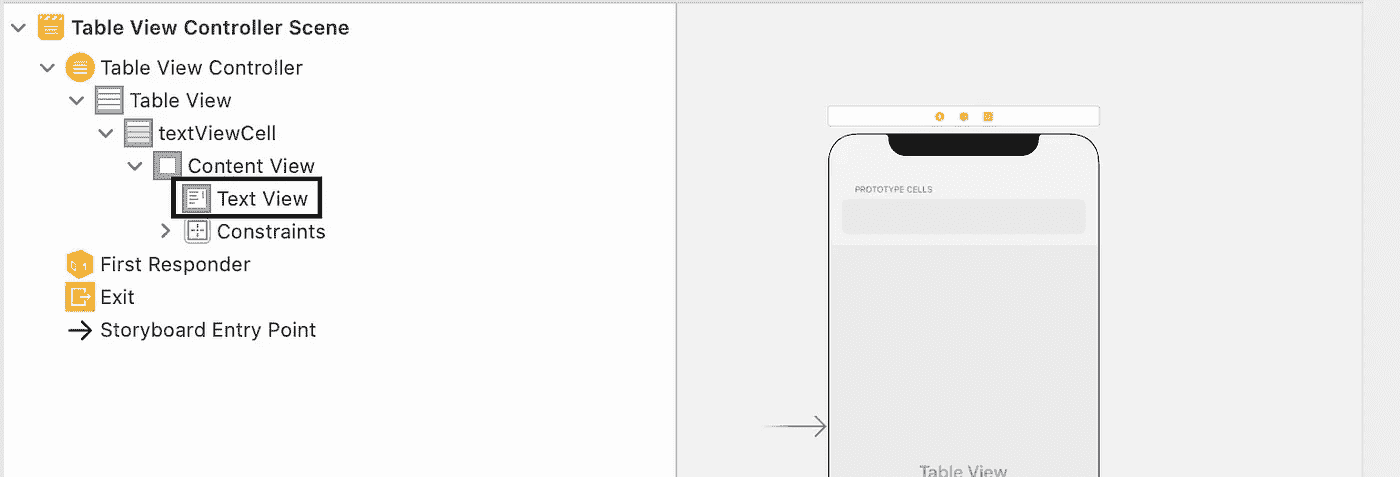 Table View Controller Scene
Table View Controller
Table View
textViewCell
Content View
Text View
Constraints
First Responder
Exit
Storyboard Entry Point
PROTOTYPE CELLS
Table View